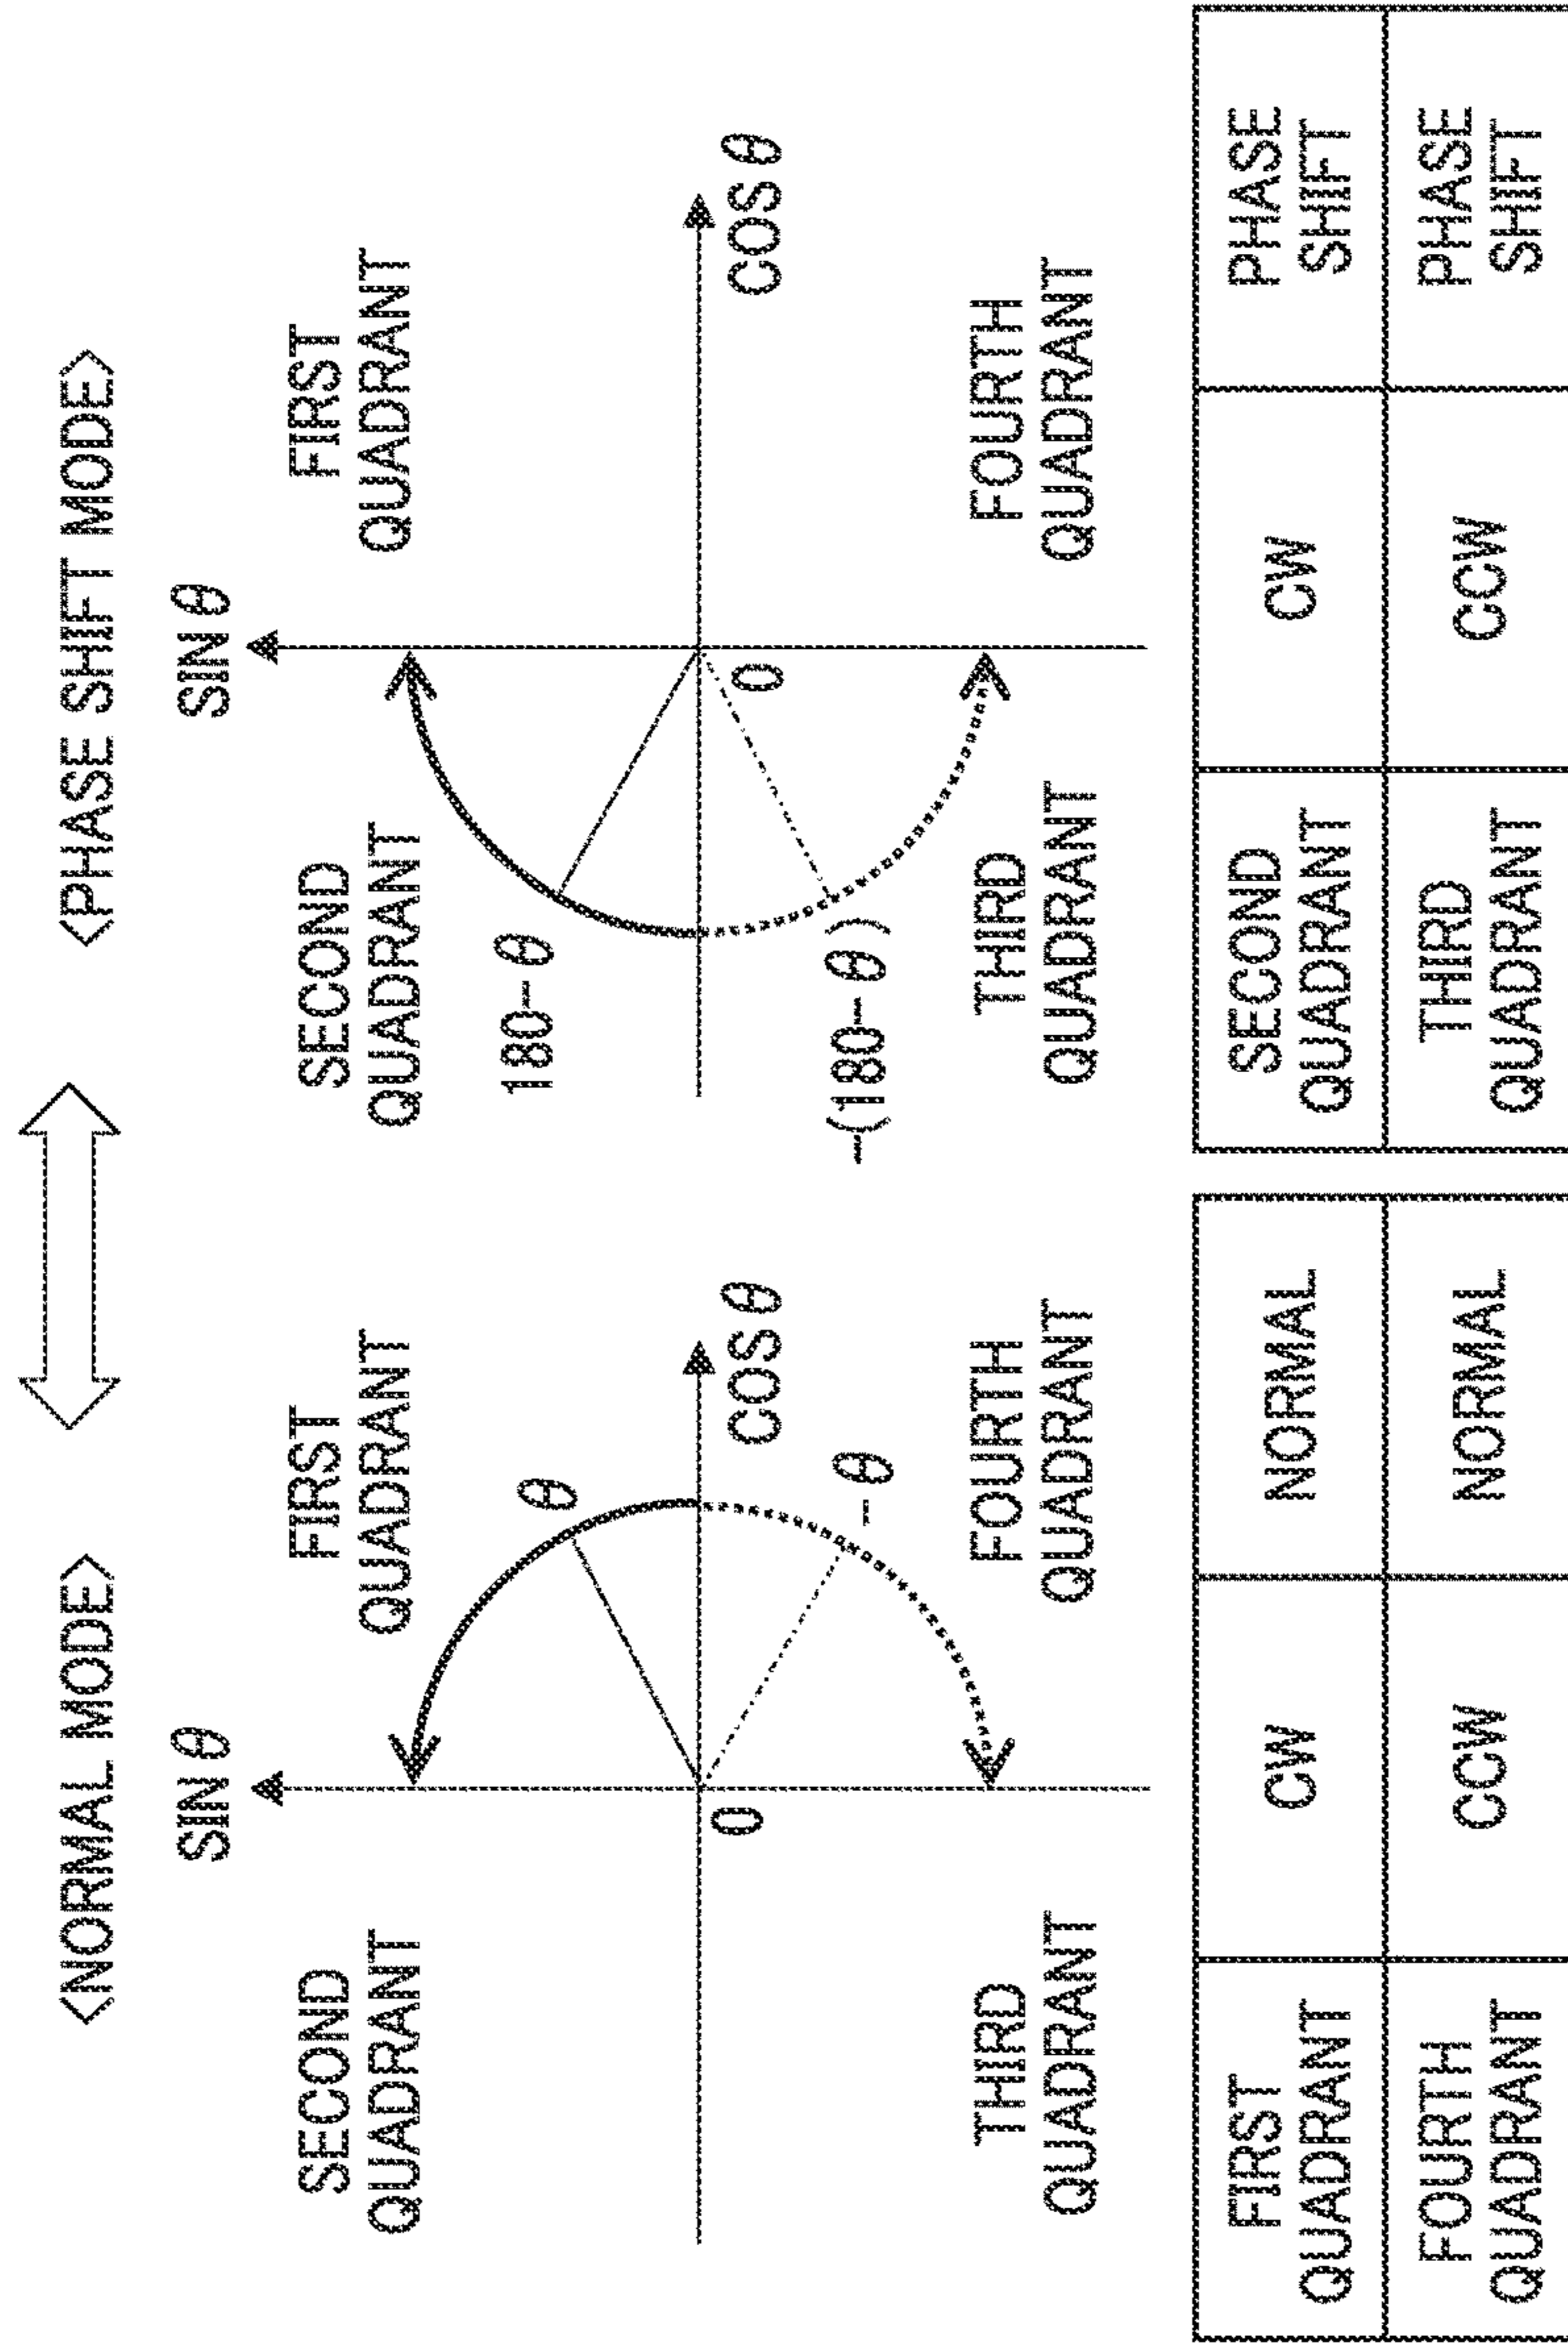 <NORMAL MODE>
SIN θ
SECOND
QUADRANT
FIRST
QUADRANT
θ
0
COS θ
- θ
THIRD
QUADRANT
FOURTH
QUADRANT
FIRST
QUADRANT
CW
NORMAL
FOURTH
QUADRANT
CCW
NORMAL
<PHASE SHIFT MODE>
SIN θ
SECOND
QUADRANT
FIRST
QUADRANT
180- θ
0
COS θ
-(180- θ )
THIRD
QUADRANT
FOURTH
QUADRANT
SECOND
QUADRANT
CW
PHASE
SHIFT
THIRD
QUADRANT
CCW
PHASE
SHIFT